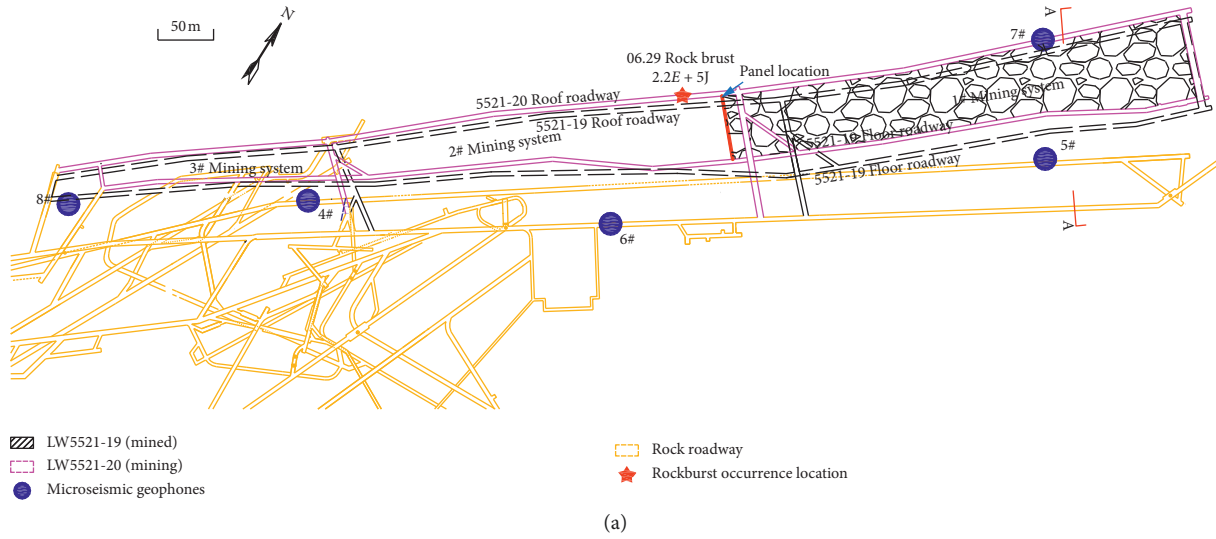 50 m
N
A
7#
06.29 Rock brust
2.2E + 5J
Panel location
5521-20 Roof roadway
5521-19 Roof roadway
1# Mining system
2# Mining system
5521-19 Floor roadway
3# Mining system
5521-19 Floor roadway
5#
8#
4#
6#
A
LW5521-19 (mined)
LW5521-20 (mining)
Microseismic geophones
Rock roadway
Rockburst occurrence location
(a)